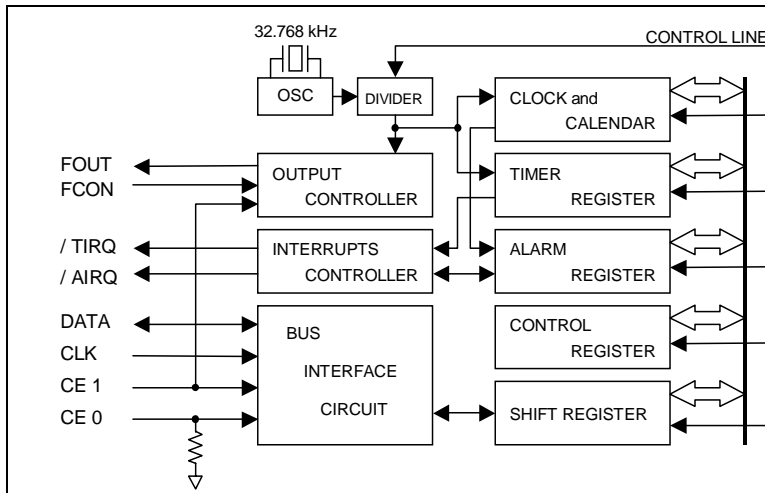 32.768 kHz
CONTROL LINE
OSC
DIVIDER
CLOCK and
CALENDAR
FOUT
FCON
OUTPUT
CONTROLLER
TIMER
REGISTER
/ TIRQ
/ AIRQ
INTERRUPTS
CONTROLLER
ALARM
REGISTER
DATA
CLK
CE 1
CE 0
BUS
INTERFACE
CIRCUIT
CONTROL
REGISTER
SHIFT REGISTER